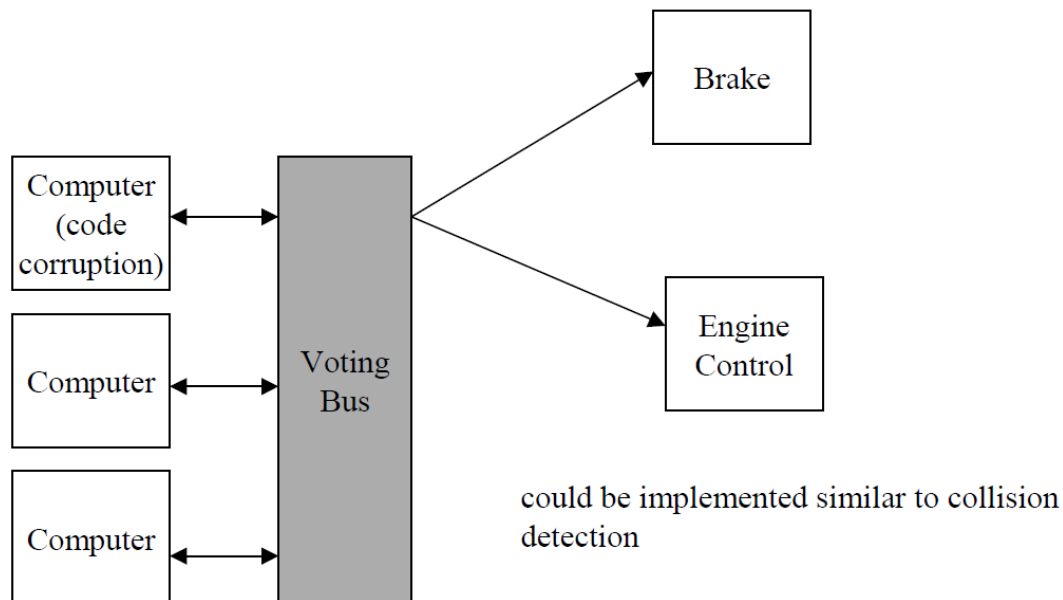 Brake
Computer
(code
corruption)
Voting
Bus
Engine
Control
Computer
Computer
could be implemented similar to collision
detection